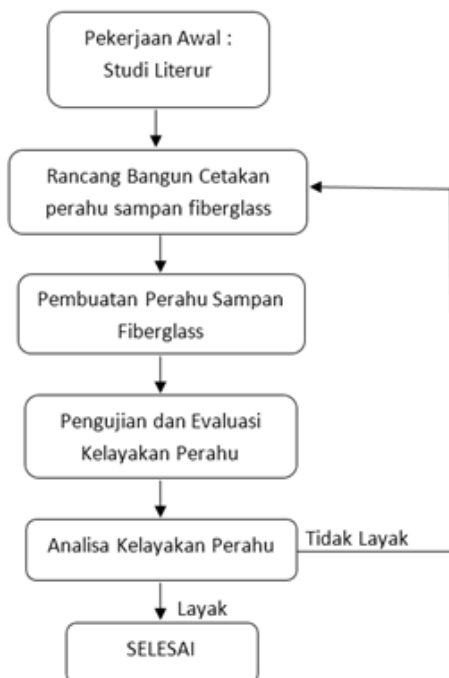 Pekerjaan Awal :
Studi Literur
Rancang Bangun Cetakan
perahu sampan fiberglass
Pembuatan Perahu Sampan
Fiberglass
Pengujian dan Evaluasi
Kelayakan Perahu
Analisa Kelayakan Perahu
Tidak Layak
Layak
SELESAI